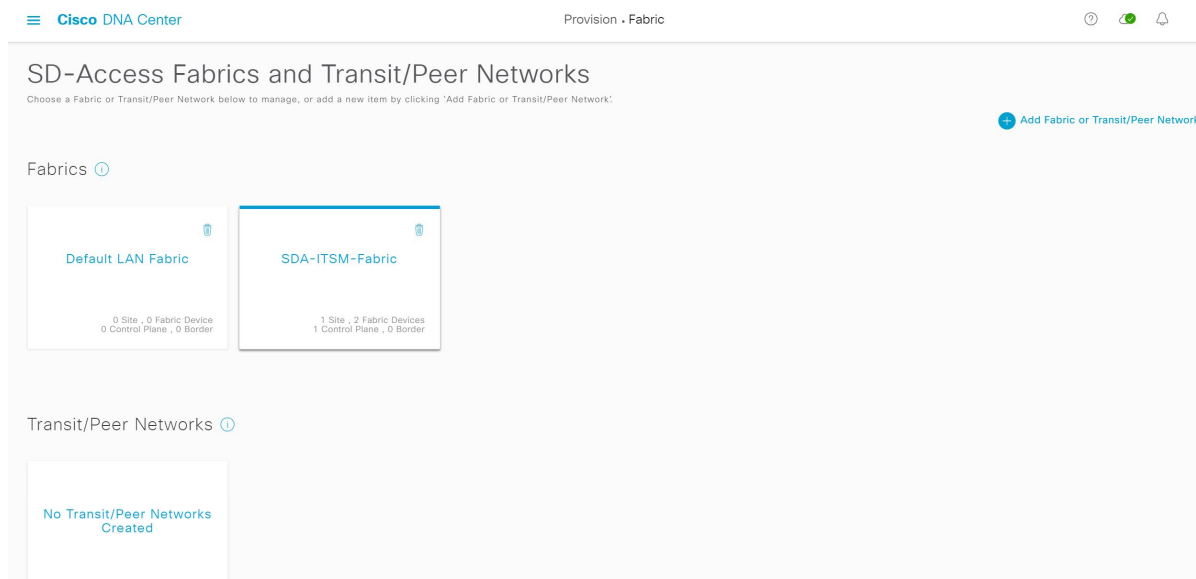 Cisco DNA Center
Provision • Fabric
SD-Access Fabrics and Transit/Peer Networks
Choose a Fabric or Transit/Peer Network below to manage, or add a new item by clicking 'Add Fabric or Transit/Peer Network'.
Add Fabric or Transit/Peer Network
Fabrics
Default LAN Fabric
0 Site , 0 Fabric Device
0 Control Plane , 0 Border
SDA-ITSM-Fabric
1 Site , 2 Fabric Devices
1 Control Plane , 0 Border
Transit/Peer Networks
No Transit/Peer Networks
Created